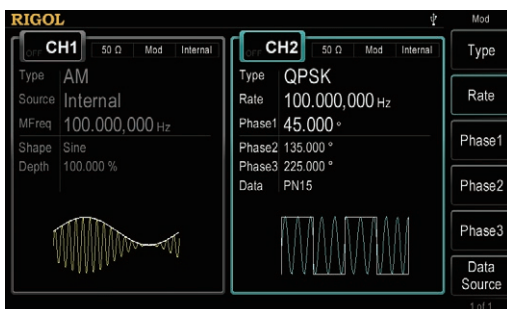 RIGOL
Mod
OFF CH1 50 Ω Mod Internal
Type AM
Source Internal
MFreq 100.000,000 Hz
Shape Sine
Depth 100.000 %
OFF CH2 50 Ω Mod Internal
Type QPSK
Rate 100.000,000 Hz
Phase1 45.000 °
Phase2 135.000 °
Phase3 225.000 °
Data PN15
Type
Rate
Phase1
Phase2
Phase3
Data
Source
1 of 1